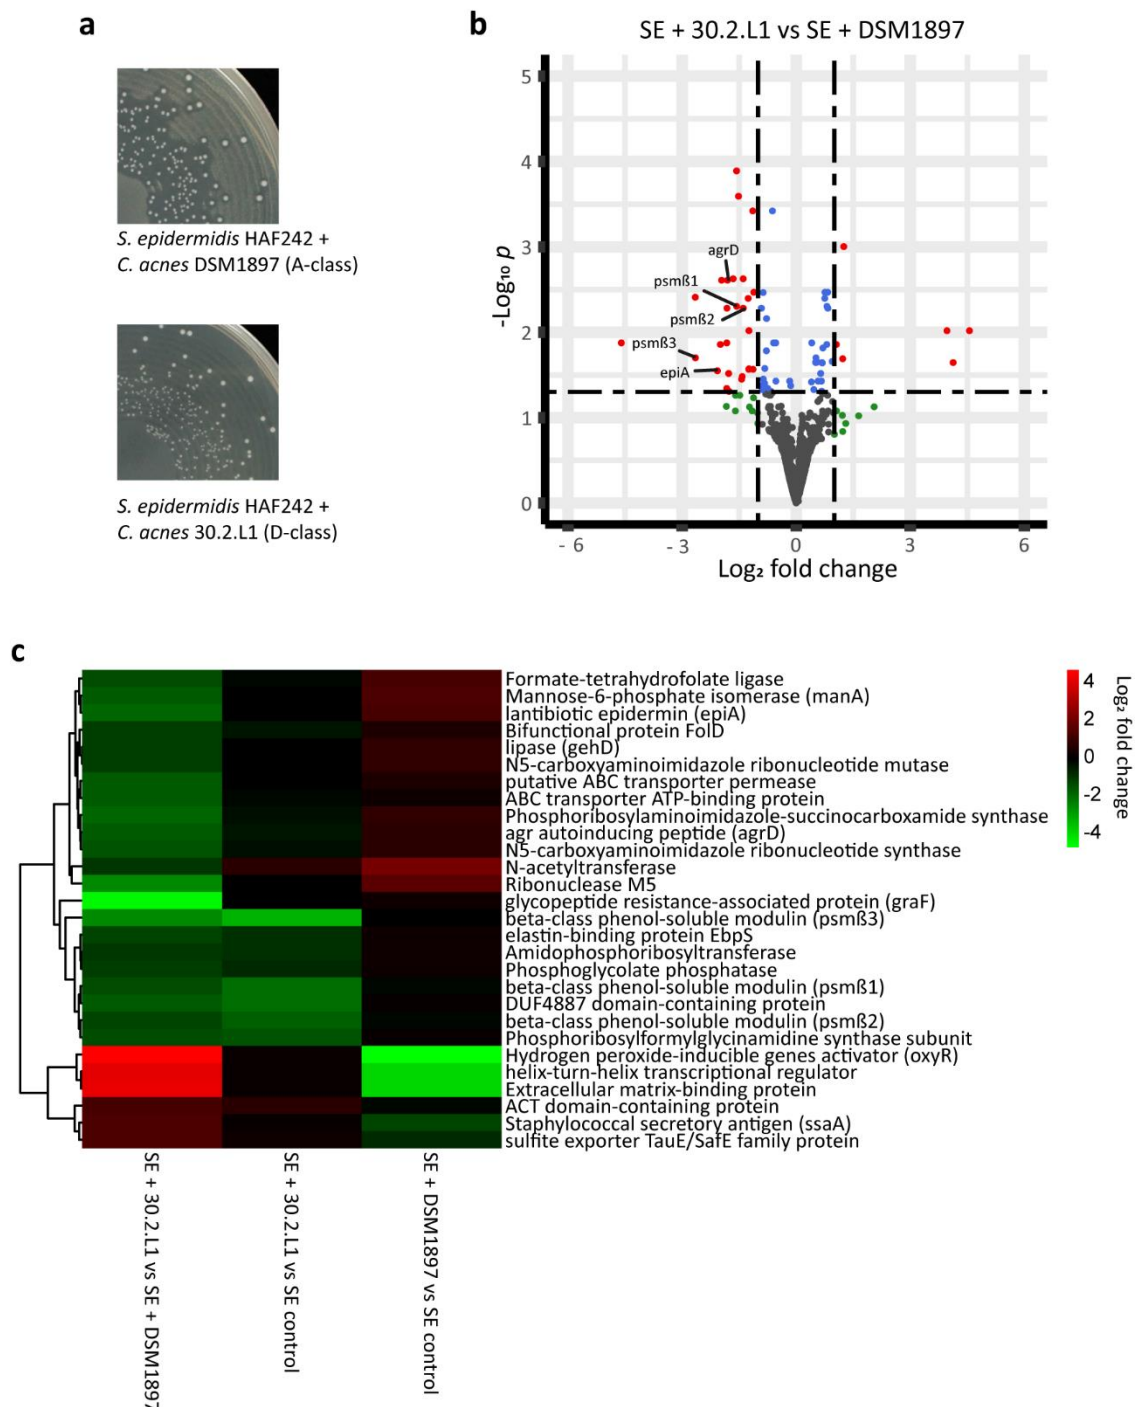 a
S. epidermidis HAF242 +
C. acnes DSM1897 (A-class)
S. epidermidis HAF242 +
C. acnes 30.2.L1 (D-class)
b
SE + 30.2.L1 vs SE + DSM1897
-Log₁₀ p
5
4
3
2
1
0
agrD
psmß1
psmß2
psmß3
epiA
- 6
- 3
0
3
6
Log₂ fold change
c
Formate-tetrahydrofolate ligase
Mannose-6-phosphate isomerase (manA)
lantibiotic epidermin (epiA)
Bifunctional protein FolD
lipase (gehD)
N5-carboxyaminoimidazole ribonucleotide mutase
putative ABC transporter permease
ABC transporter ATP-binding protein
Phosphoribosylaminoimidazole-succinocarboxamide synthase
agr autoinducing peptide (agrD)
N5-carboxyaminoimidazole ribonucleotide synthase
N-acetyltransferase
Ribonuclease M5
glycopeptide resistance-associated protein (graF)
beta-class phenol-soluble modulin (psmß3)
elastin-binding protein EbpS
Amidophosphoribosyltransferase
Phosphoglycolate phosphatase
beta-class phenol-soluble modulin (psmß1)
DUF4887 domain-containing protein
beta-class phenol-soluble modulin (psmß2)
Phosphoribosylformylglycinamidine synthase subunit
Hydrogen peroxide-inducible genes activator (oxyR)
helix-turn-helix transcriptional regulator
Extracellular matrix-binding protein
ACT domain-containing protein
Staphylococcal secretory antigen (ssaA)
sulfite exporter TauE/SafE family protein
SE + 30.2.L1 vs SE + DSM1897
SE + 30.2.L1 vs SE control
SE + DSM1897 vs SE control
4
2
0
-2
-4
Log₂ fold change